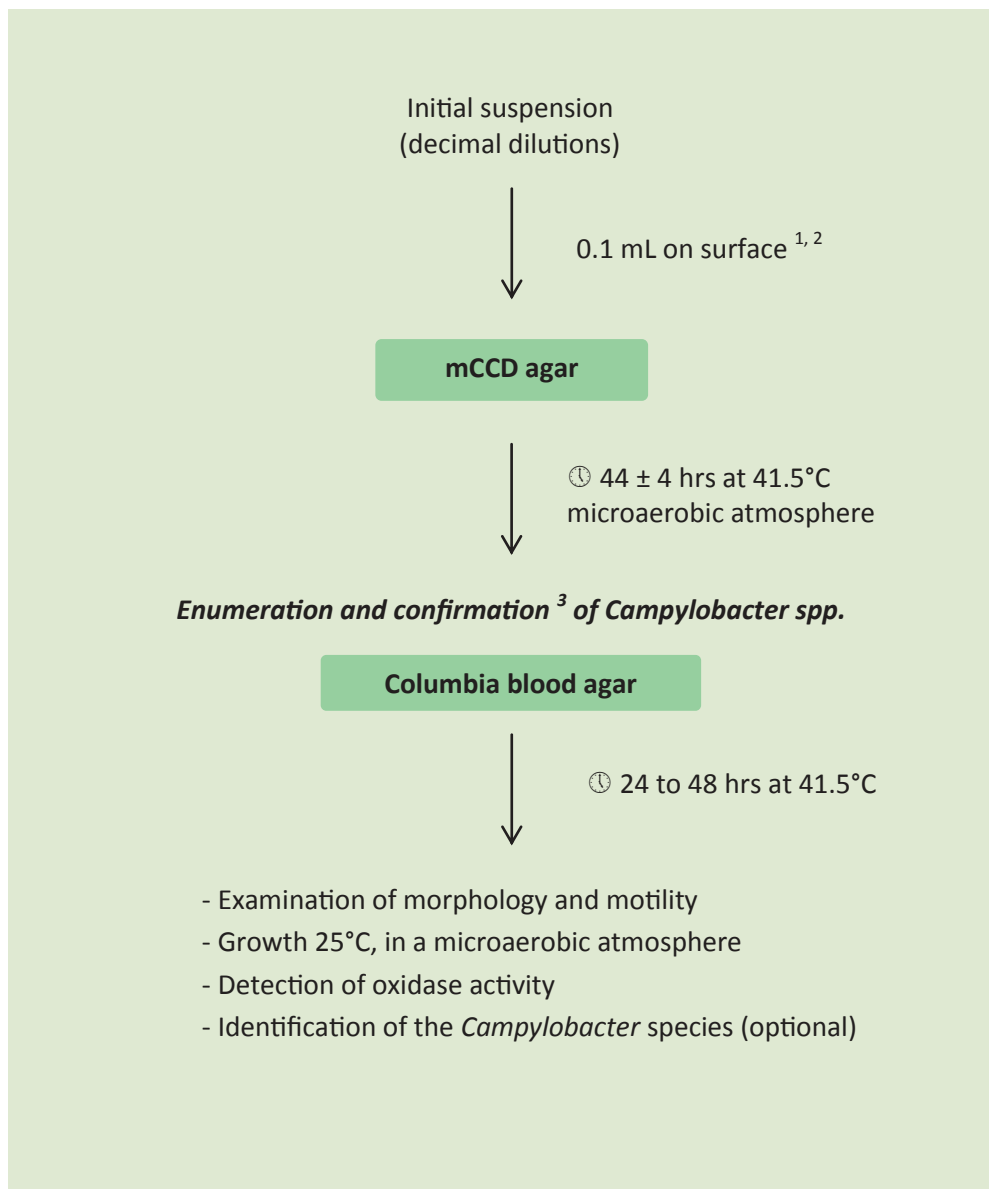 Initial suspension
(decimal dilutions)
0.1 mL on surface 1, 2
mCCD agar
🕔 44 ± 4 hrs at 41.5°C
microaerobic atmosphere
Enumeration and confirmation 3 of Campylobacter spp.
Columbia blood agar
🕔 24 to 48 hrs at 41.5°C
- Examination of morphology and motility
- Growth 25°C, in a microaerobic atmosphere
- Detection of oxidase activity
- Identification of the Campylobacter species (optional)